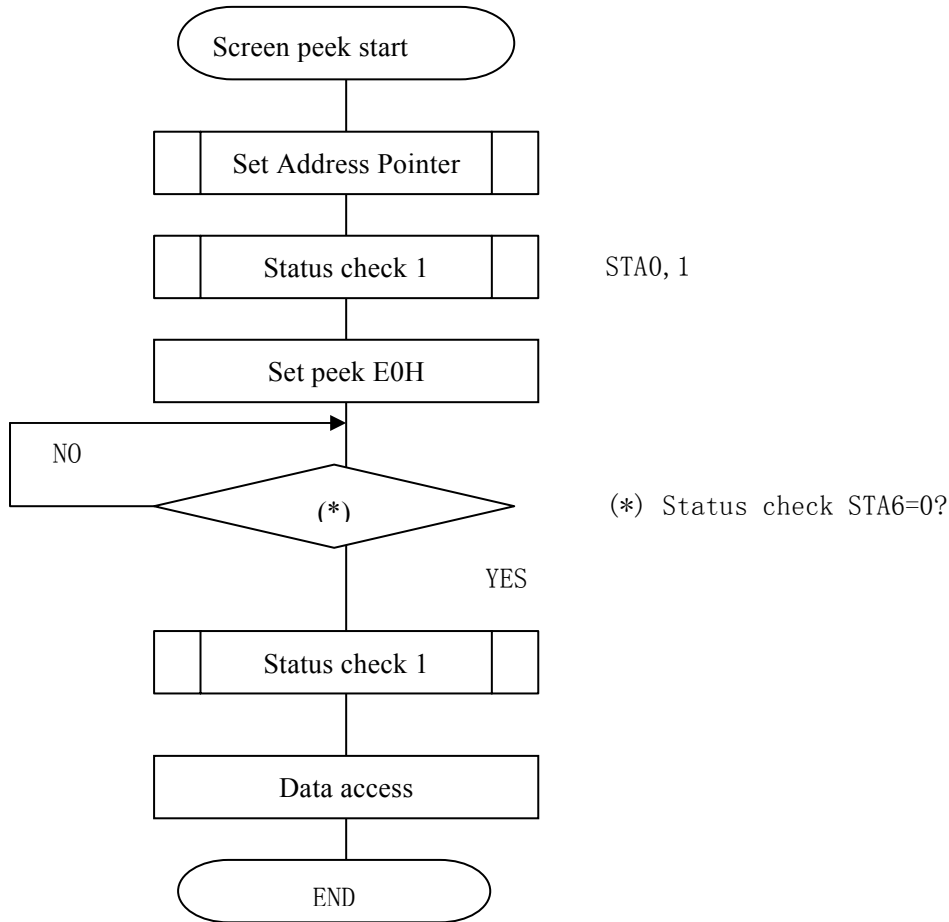 Screen peek start
Set Address Pointer
Status check 1
STA0,1
Set peek E0H
NO
(*)
(*) Status check STA6=0?
YES
Status check 1
Data access
END